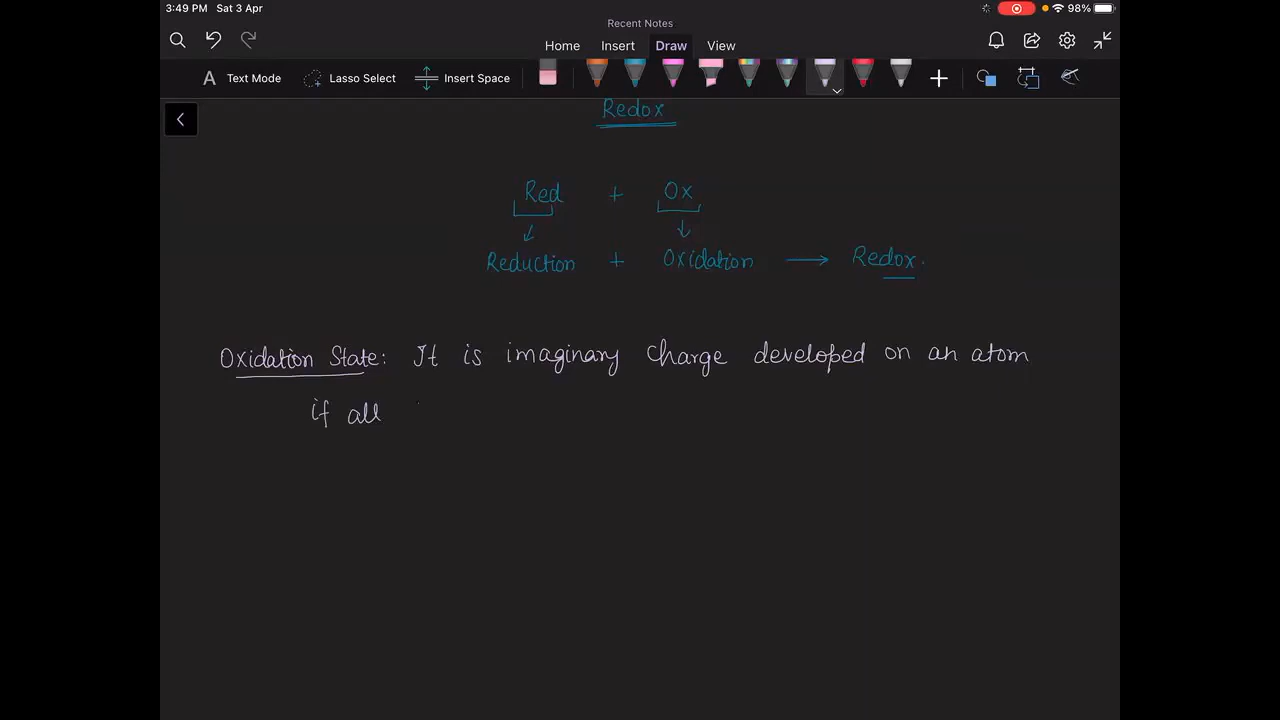 3:49 PM Sat 3 Apr
98%
Recent Notes
Home Insert Draw View
A Text Mode Lasso Select Insert Space
Redox
Red + Ox
Reduction + Oxidation → Redox.
Oxidation State: It is imaginary charge developed on an atom
if all